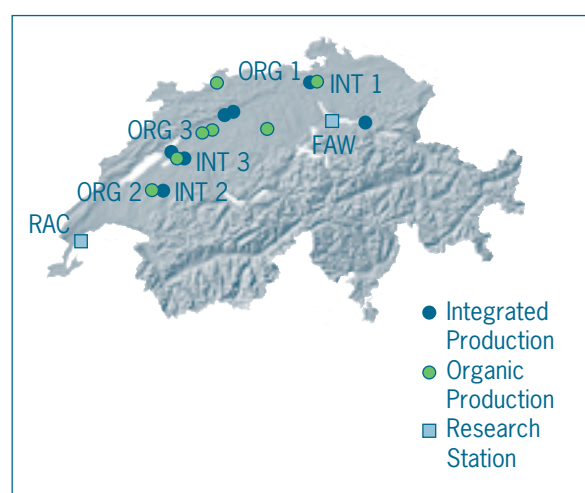 ORG 1
INT 1
ORG 3
FAW
INT 3
ORG 2
INT 2
RAC
Integrated
Production
Organic
Production
Research
Station